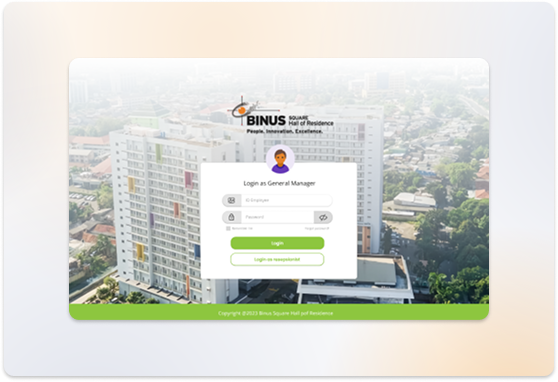 BINUS SQUARE
Hall of Residence
People. Innovation. Excellence.
Login as General Manager
ID Employee
Password
Remember Me
Forgot password?
Login
Login as receptionist
Copyright @2023 Binus Square Hall of Residence